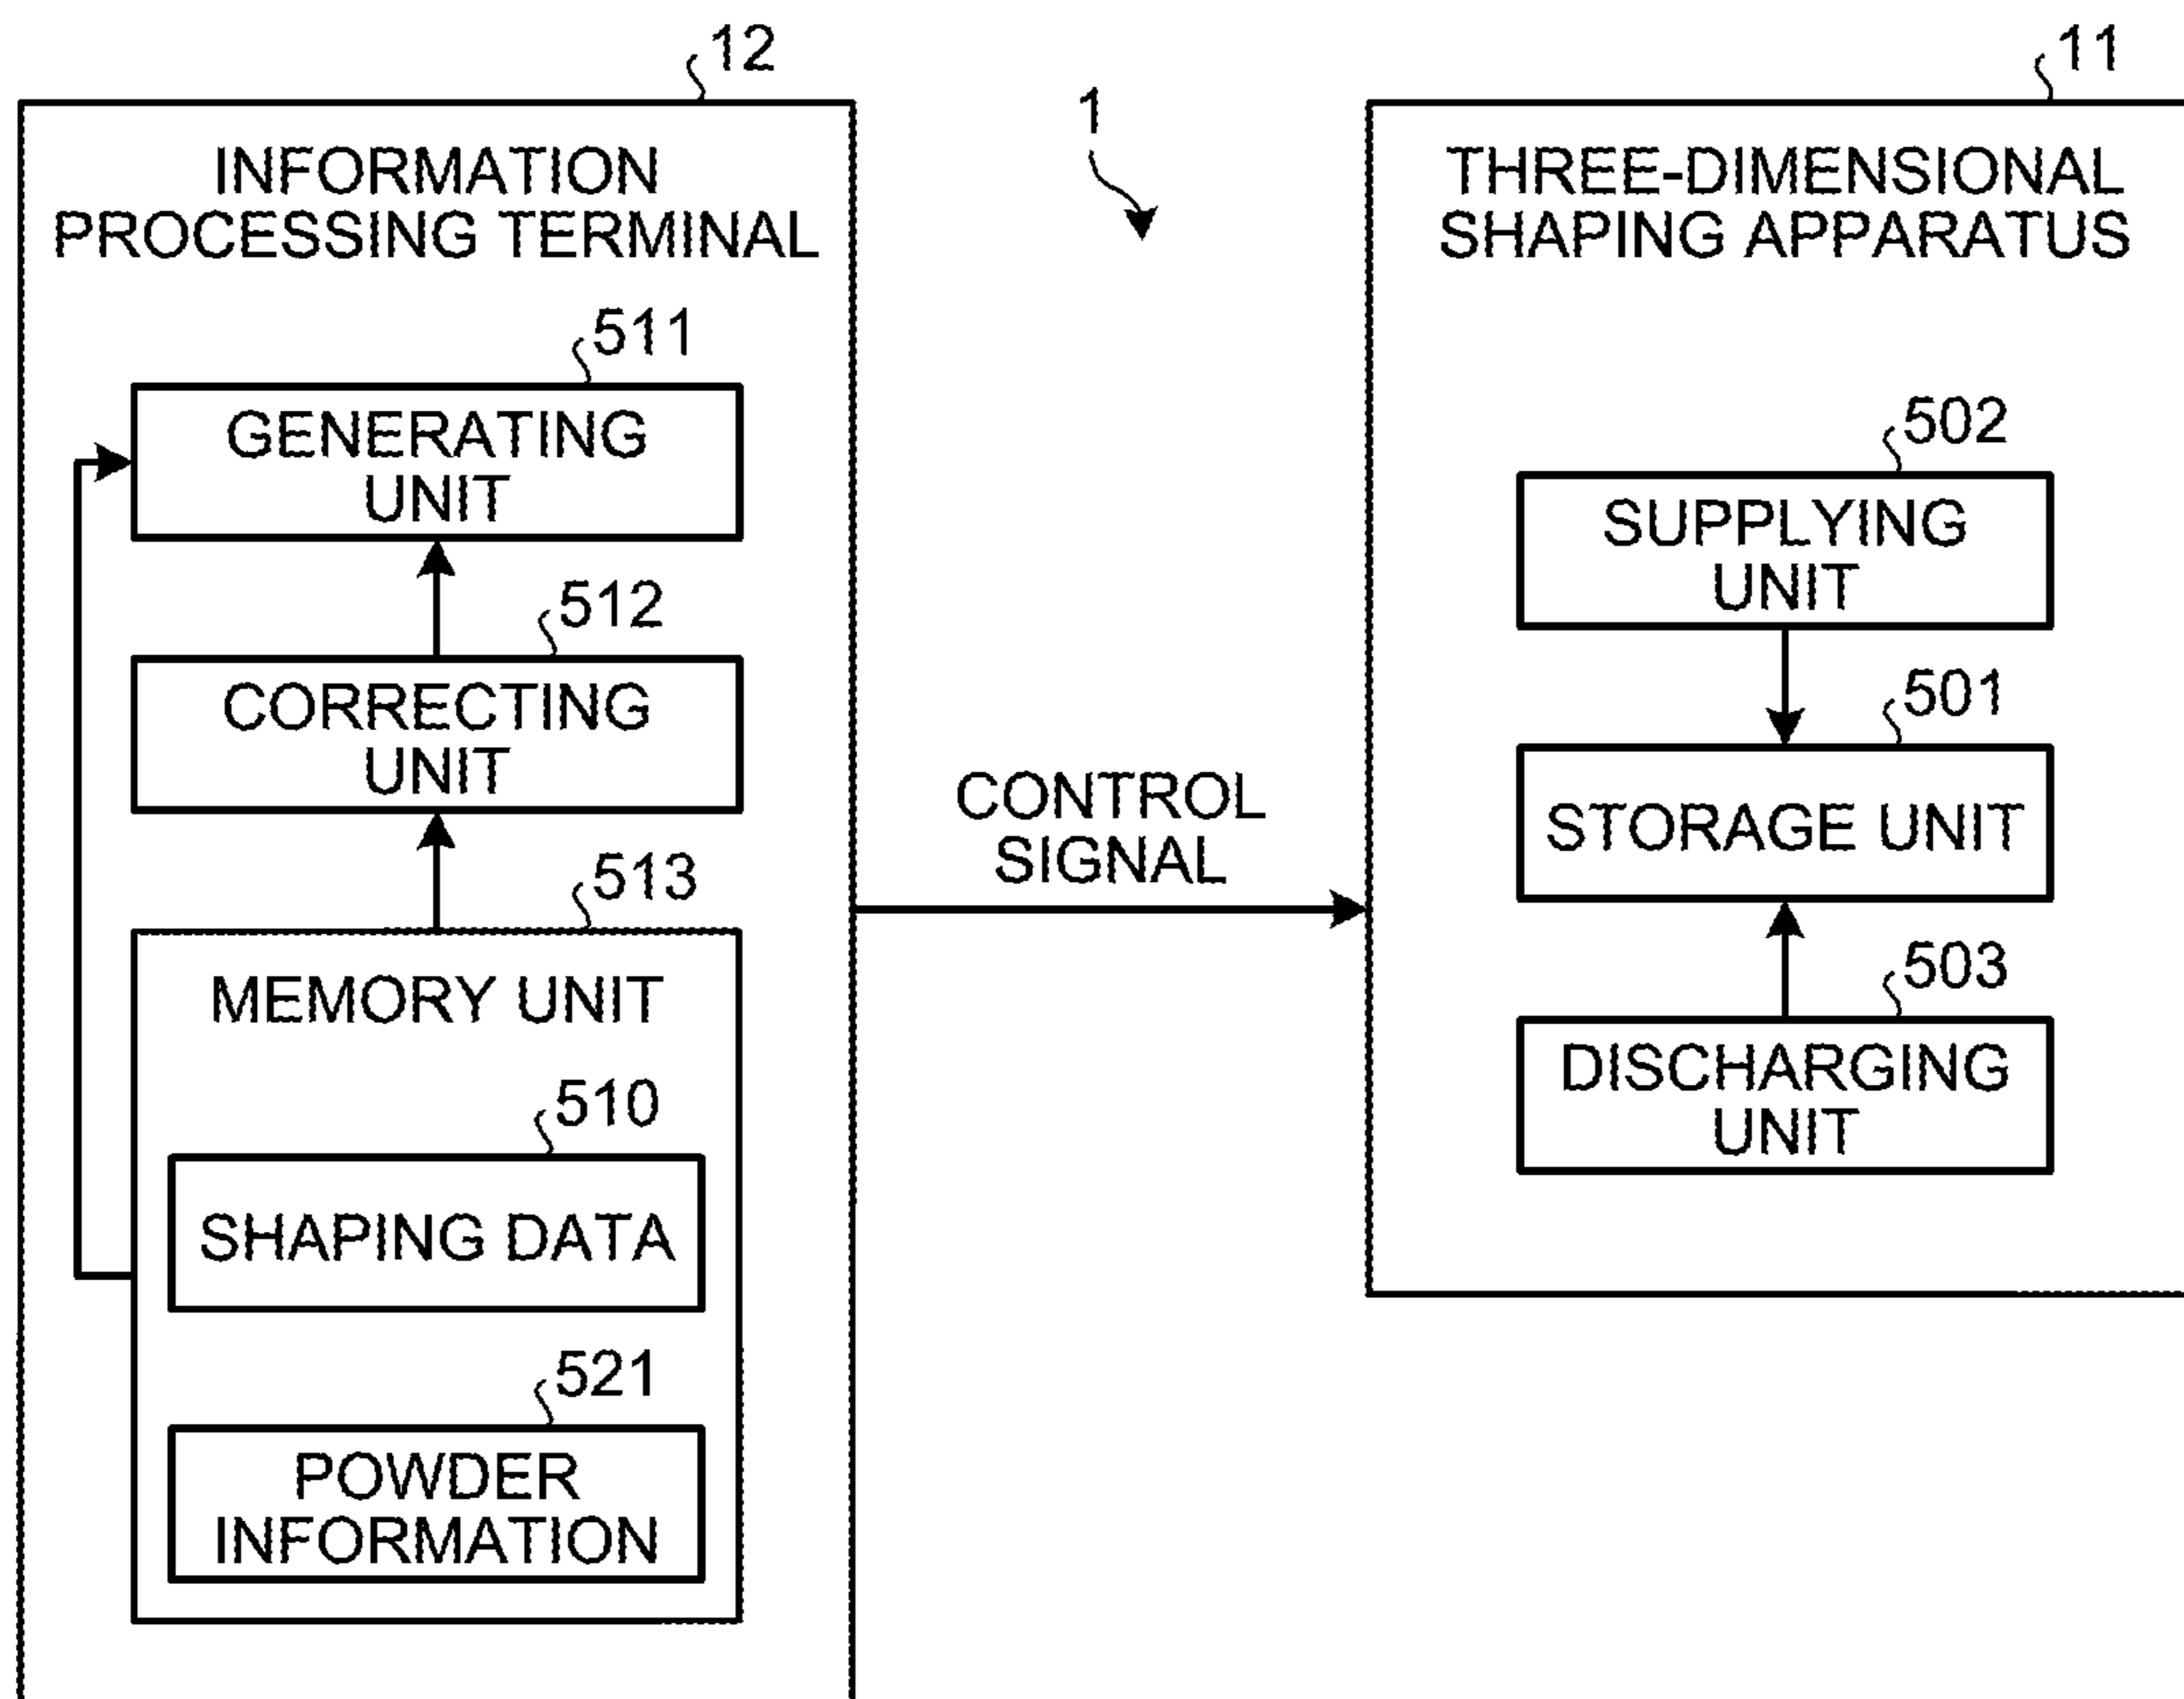 12
INFORMATION
PROCESSING TERMINAL
511
GENERATING
UNIT
512
CORRECTING
UNIT
513
MEMORY UNIT
510
SHAPING DATA
521
POWDER
INFORMATION
1
CONTROL
SIGNAL
11
THREE-DIMENSIONAL
SHAPING APPARATUS
502
SUPPLYING
UNIT
501
STORAGE UNIT
503
DISCHARGING
UNIT